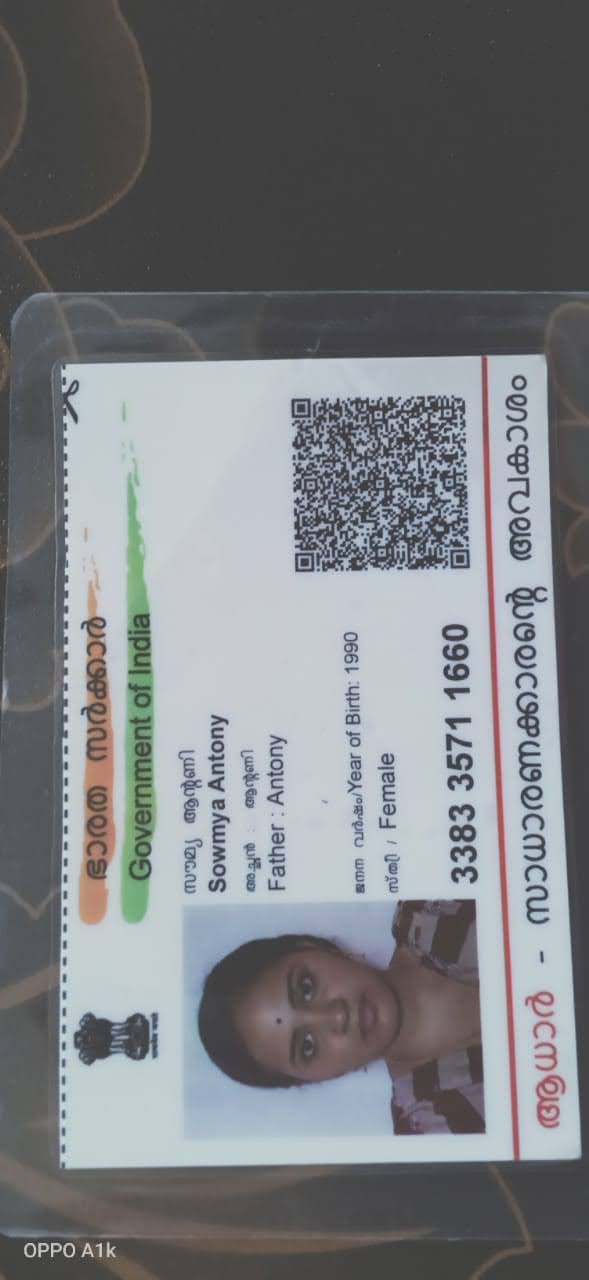 OPPO A1k
ഭാരത സർക്കാർ
Government of India
സൗമ്യ ആന്റണി
Sowmya Antony
അച്ഛൻ : ആന്റണി
Father : Antony
ജനന വർഷം/Year of Birth: 1990
സ്ത്രീ / Female
3383 3571 1660
ആധാർ - സാധാരണക്കാരന്റെ അവകാശം